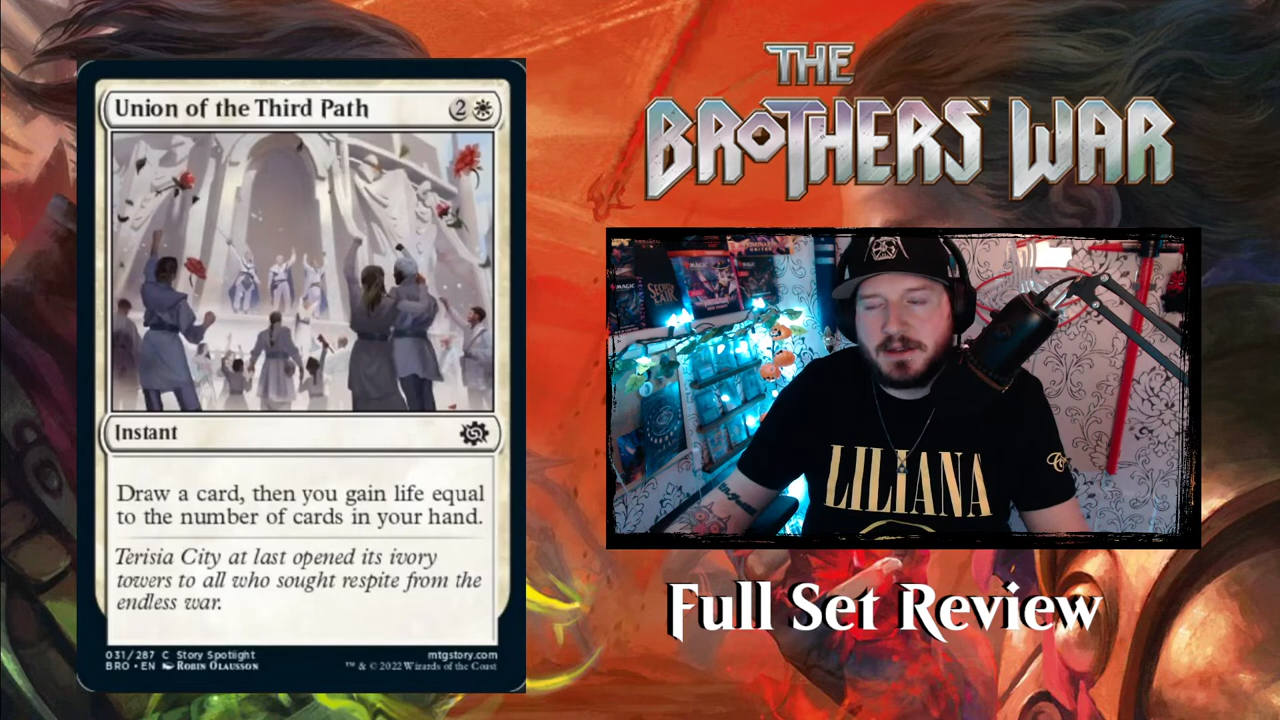 Union of the Third Path 2
Instant
Draw a card, then you gain life equal
to the number of cards in your hand.
Terisia City at last opened its ivory
towers to all who sought respite from the
endless war.
031/287 C Story Spotlight
BRO • EN Robin Olausson
mtgstory.com
™ & © 2022 Wizards of the Coast
THE
BROTHERS' WAR
MAGIC
LILIANA
Full Set Review